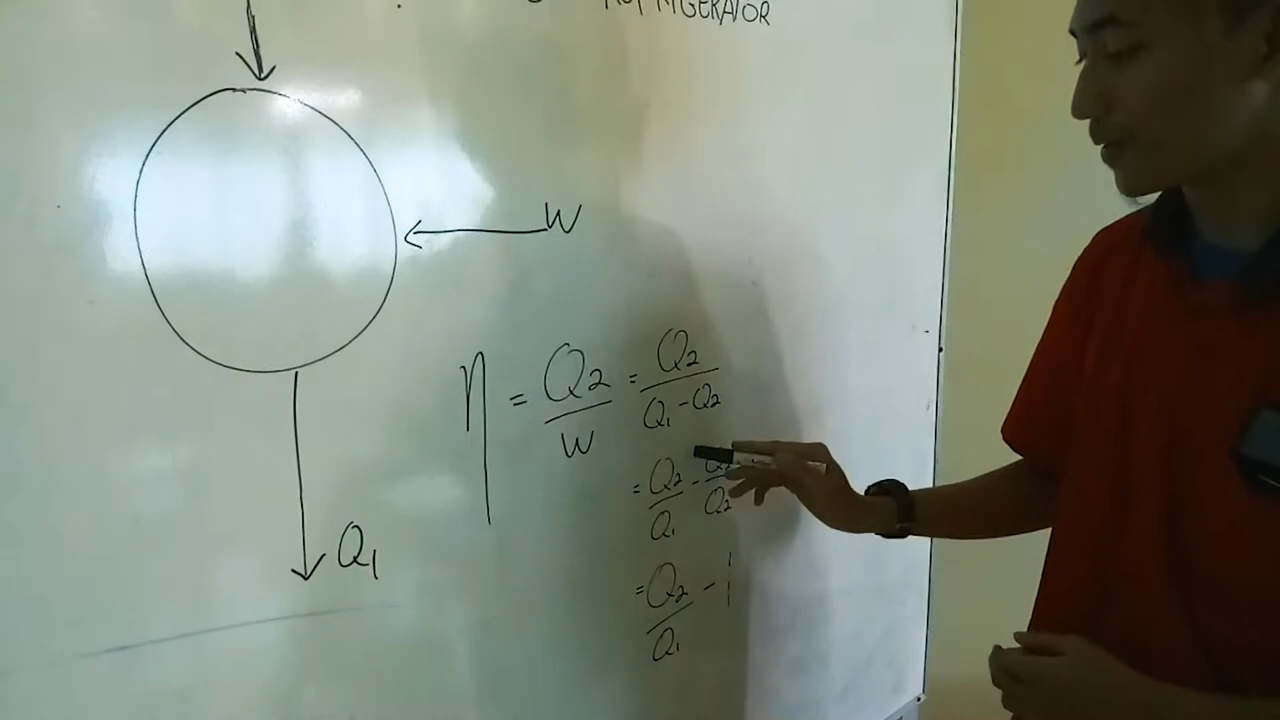 REFRIGERATOR
W
η = Q₂/W = Q₂/(Q₁ - Q₂)
= Q₂/Q₁ - Q₂/Q₂
= Q₂/Q₁ - 1
Q₁